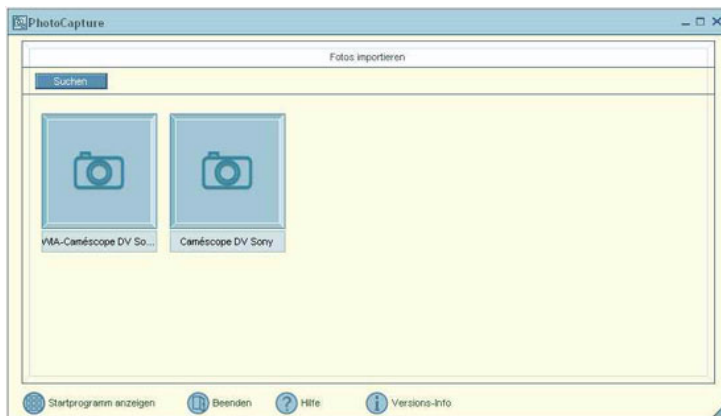 PhotoCapture
Fotos importieren
Suchen
WIA-Caméscope DV So...
Caméscope DV Sony
Startprogramm anzeigen
Beenden
Hilfe
Versions-Info